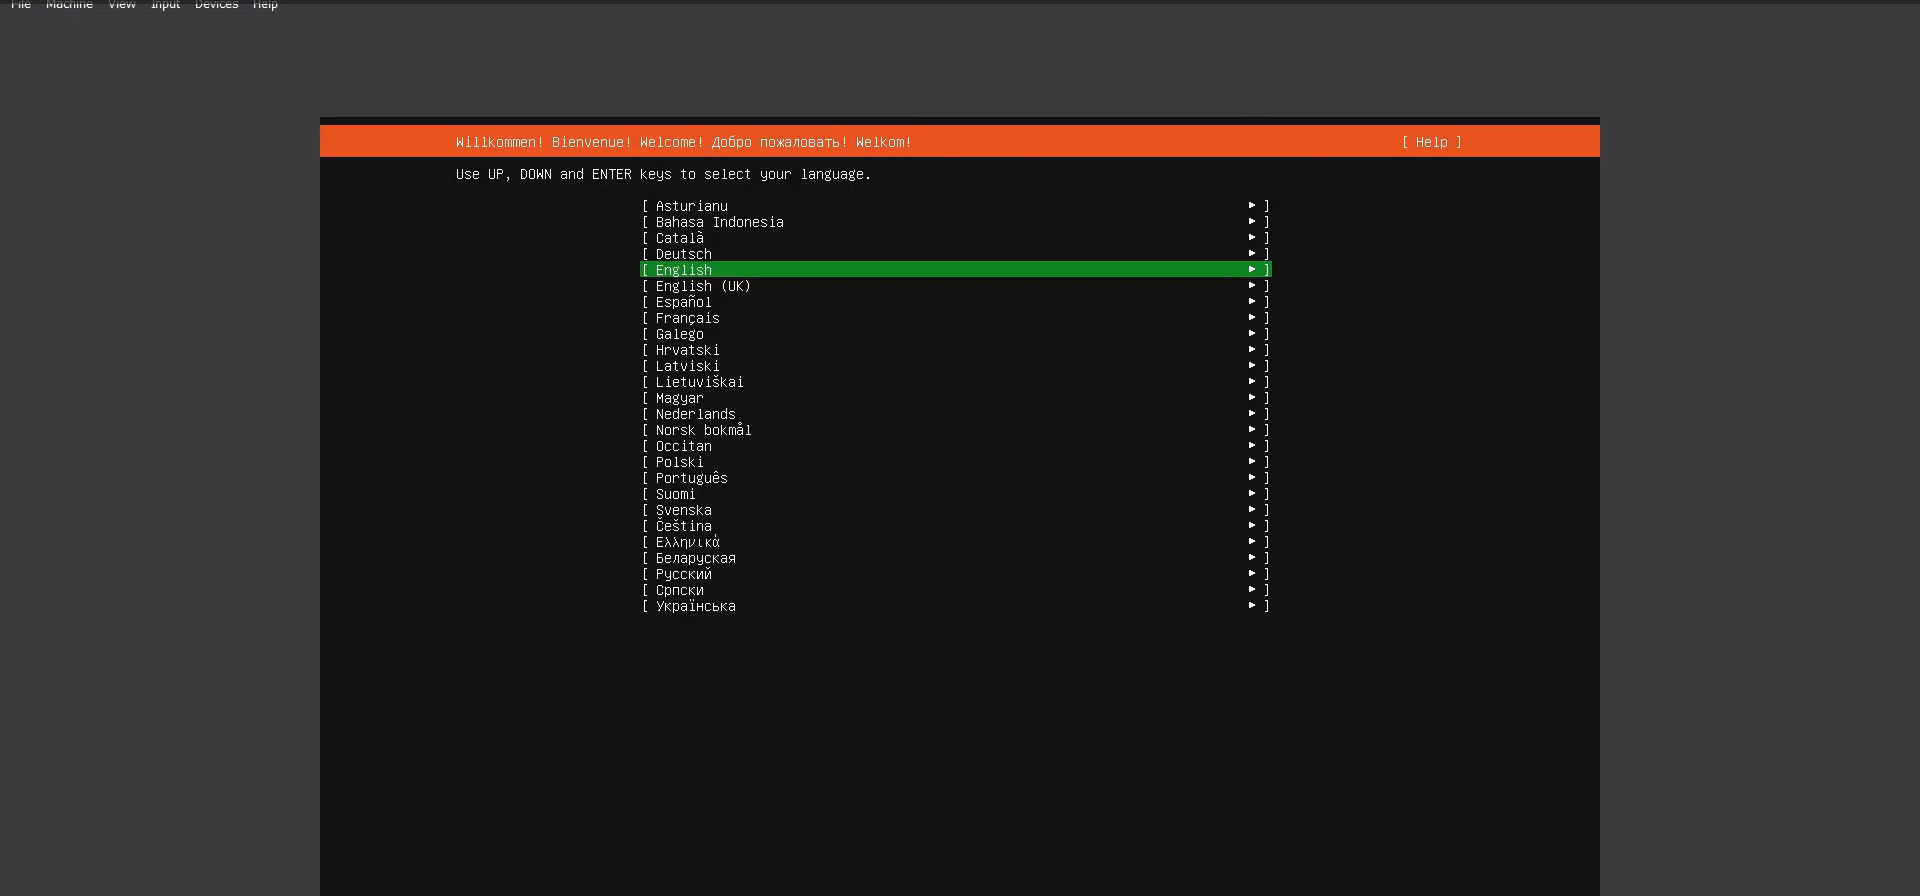 File Machine View Input Devices Help
Willkommen! Bienvenue! Welcome! Добро пожаловать! Welkom! [ Help ]
Use UP, DOWN and ENTER keys to select your language.
[ Asturianu ▸ ]
[ Bahasa Indonesia ▸ ]
[ Català ▸ ]
[ Deutsch ▸ ]
[ English ▸ ]
[ English (UK) ▸ ]
[ Español ▸ ]
[ Français ▸ ]
[ Galego ▸ ]
[ Hrvatski ▸ ]
[ Latviski ▸ ]
[ Lietuviškai ▸ ]
[ Magyar ▸ ]
[ Nederlands ▸ ]
[ Norsk bokmål ▸ ]
[ Occitan ▸ ]
[ Polski ▸ ]
[ Português ▸ ]
[ Suomi ▸ ]
[ Svenska ▸ ]
[ Čeština ▸ ]
[ Ελληνικά ▸ ]
[ Беларуская ▸ ]
[ Русский ▸ ]
[ Српски ▸ ]
[ Українська ▸ ]